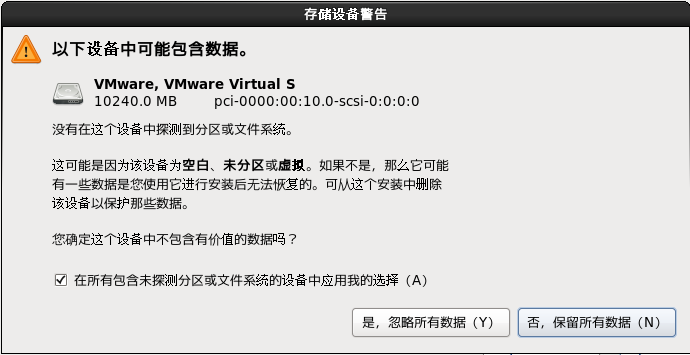 存储设备警告
以下设备中可能包含数据。
VMware, VMware Virtual S
10240.0 MB pci-0000:00:10.0-scsi-0:0:0:0
没有在这个设备中探测到分区或文件系统。
这可能是因为该设备为空白、未分区或虚拟。如果不是，那么它可能
有一些数据是您使用它进行安装后无法恢复的。可从这个安装中删除
该设备以保护那些数据。
您确定这个设备中不包含有价值的数据吗？
在所有包含未探测分区或文件系统的设备中应用我的选择（A）
是，忽略所有数据（Y）
否，保留所有数据（N）